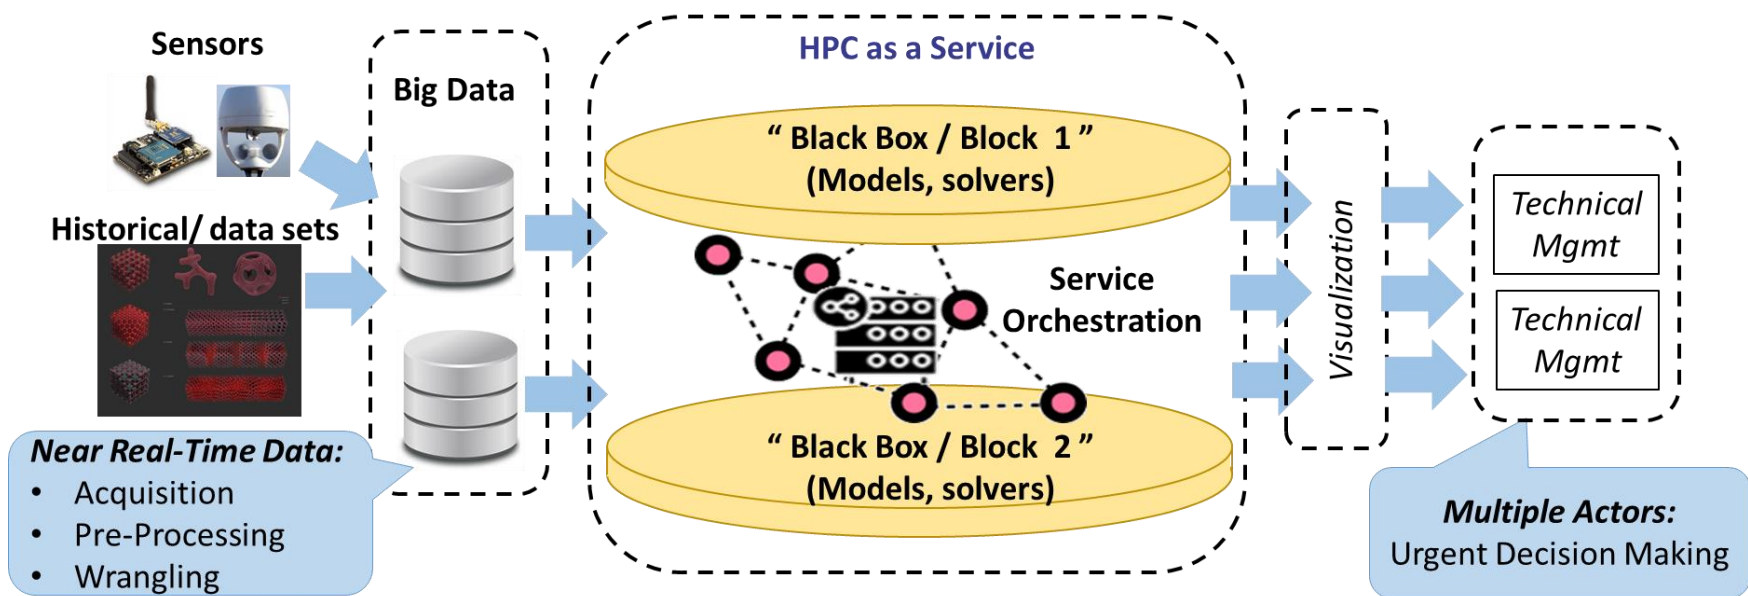 Sensors
Historical/ data sets
Near Real-Time Data:
• Acquisition
• Pre-Processing
• Wrangling
Big Data
HPC as a Service
“ Black Box / Block 1 ”
(Models, solvers)
Service
Orchestration
“ Black Box / Block 2 ”
(Models, solvers)
Visualization
Technical
Mgmt
Technical
Mgmt
Multiple Actors:
Urgent Decision Making